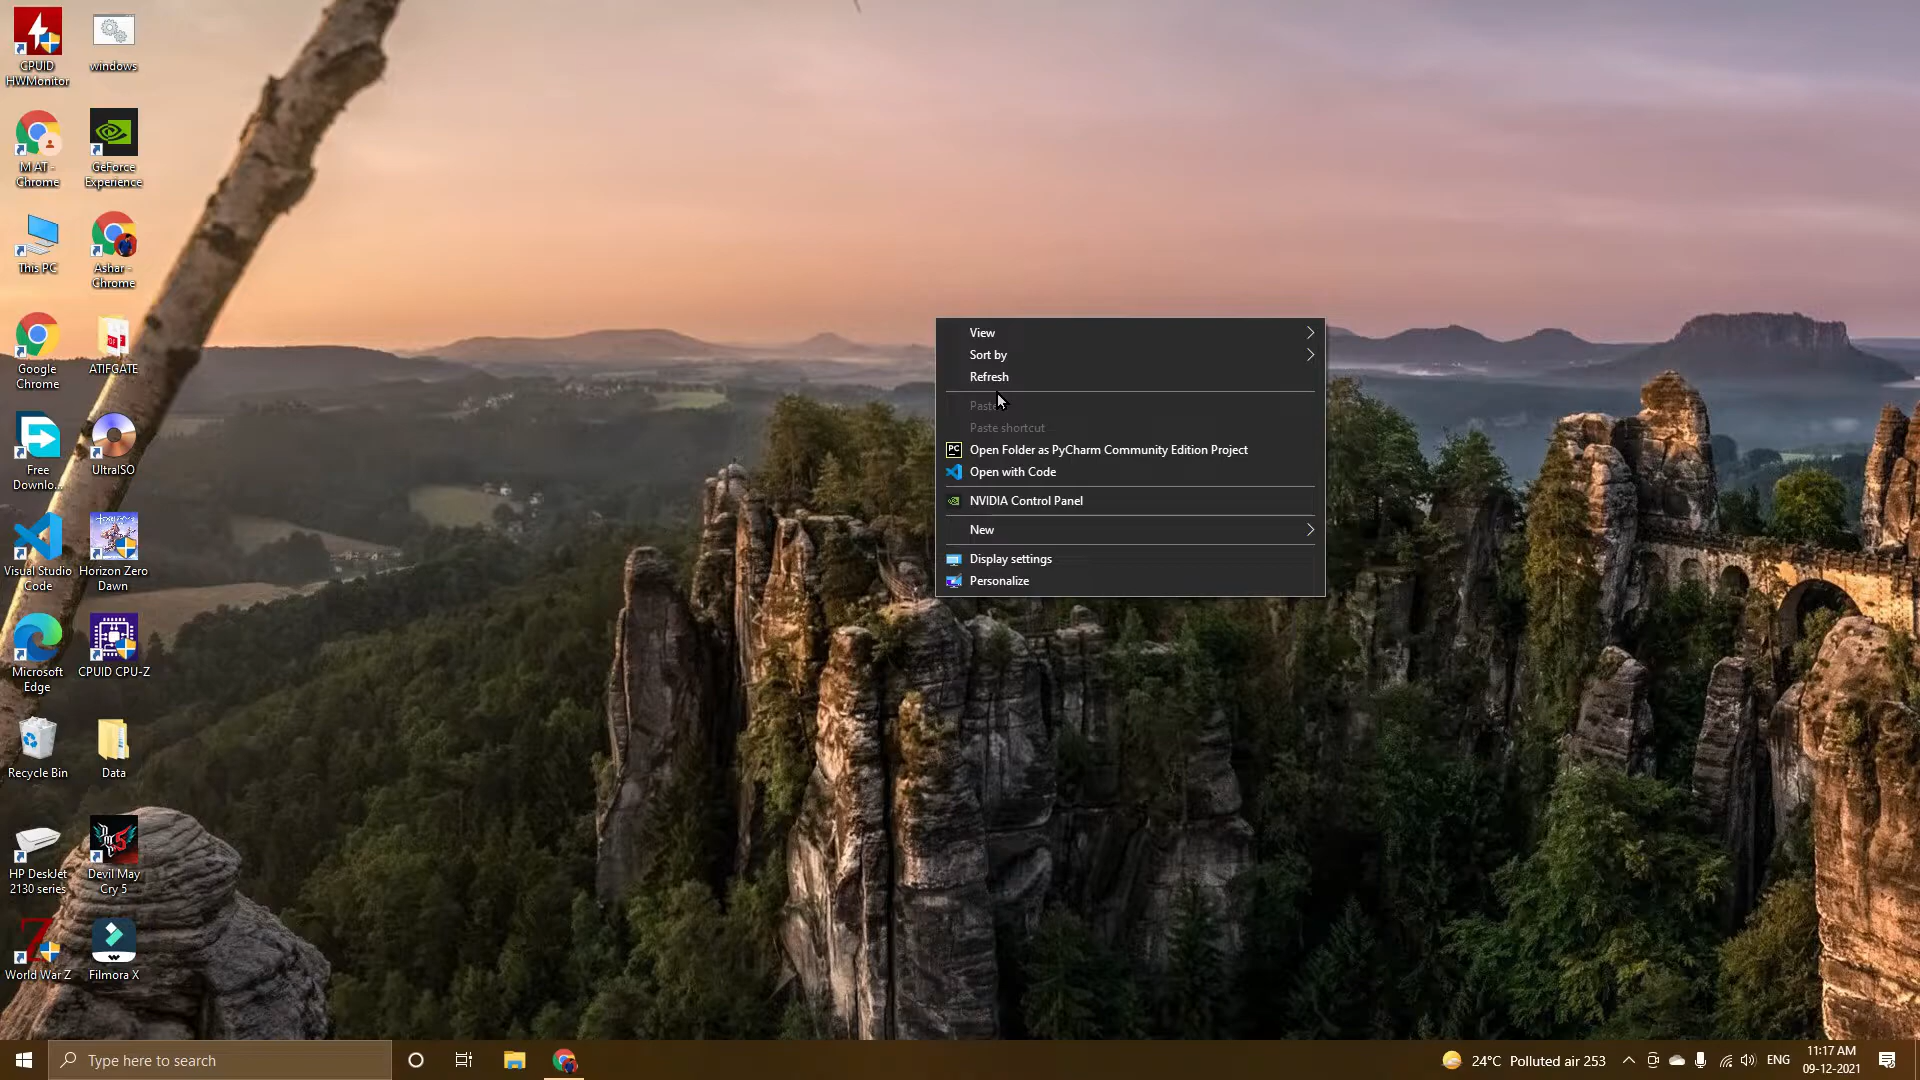 CPUID
HWMonitor
windows
M AT -
Chrome
GeForce
Experience
This PC
Ashar -
Chrome
Google
Chrome
ATIFGATE
Free
Downlo...
UltraISO
Visual Studio
Code
Horizon Zero
Dawn
Microsoft
Edge
CPUID CPU-Z
Recycle Bin
Data
HP DeskJet
2130 series
Devil May
Cry 5
World War Z
Filmora X
View
Sort by
Refresh
Paste
Paste shortcut
PC
Open Folder as PyCharm Community Edition Project
Open with Code
NVIDIA Control Panel
New
Display settings
Personalize
Type here to search
24°C Polluted air 253
ENG
11:17 AM
09-12-2021